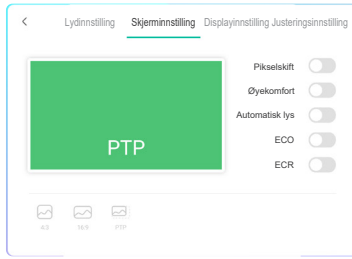 Lydinnstilling Skjerminnstilling Displayinnstilling Justeringsinnstilling
Pikselskift
Øyekomfort
Automatisk lys
ECO
ECR
PTP
4:3 16:9 PTP